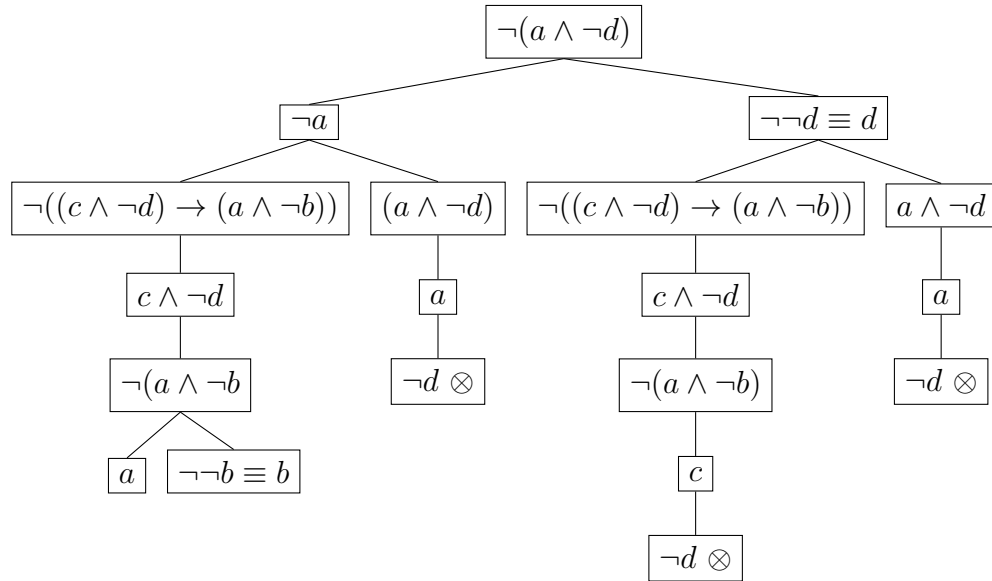 ¬(a ∧ ¬d)
¬a
¬¬d ≡ d
¬((c ∧ ¬d) → (a ∧ ¬b))
(a ∧ ¬d)
¬((c ∧ ¬d) → (a ∧ ¬b))
a ∧ ¬d
c ∧ ¬d
a
c ∧ ¬d
a
¬(a ∧ ¬b
¬d ⊗
¬(a ∧ ¬b)
¬d ⊗
a
¬¬b ≡ b
c
¬d ⊗